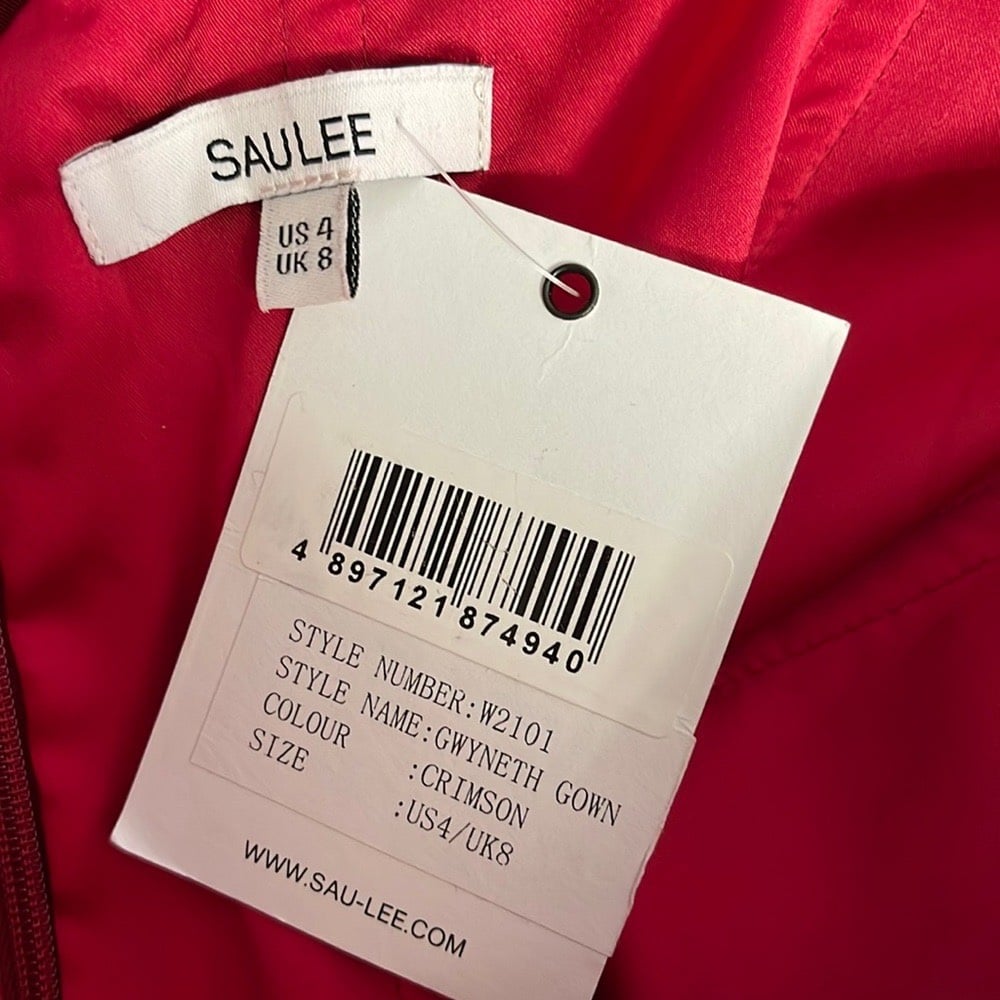 SAULEE
US 4
UK 8
4 897121 874940
STYLE NUMBER:W2101
STYLE NAME:GWYNETH GOWN
COLOUR :CRIMSON
SIZE :US4/UK8
WWW.SAU-LEE.COM